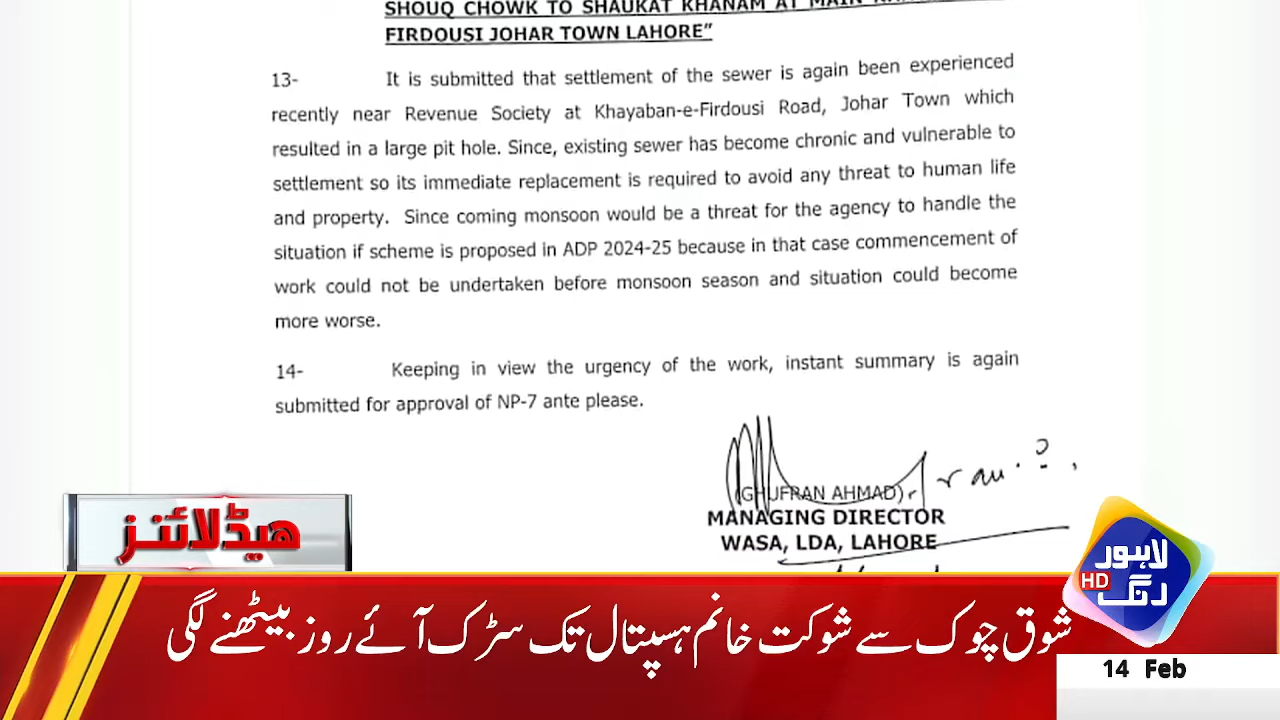 SHOUQ CHOWK TO SHAUKAT KHANAM AT MAIN
FIRDOUSI JOHAR TOWN LAHORE”
13- It is submitted that settlement of the sewer is again been experienced
recently near Revenue Society at Khayaban-e-Firdousi Road, Johar Town which
resulted in a large pit hole. Since, existing sewer has become chronic and vulnerable to
settlement so its immediate replacement is required to avoid any threat to human life
and property. Since coming monsoon would be a threat for the agency to handle the
situation if scheme is proposed in ADP 2024-25 because in that case commencement of
work could not be undertaken before monsoon season and situation could become
more worse.
14- Keeping in view the urgency of the work, instant summary is again
submitted for approval of NP-7 ante please.
(GHUFRAN AHMAD)
MANAGING DIRECTOR
WASA, LDA, LAHORE
ہیڈلائنز
لاہور
رنگ
HD
شوق چوک سے شوکت خانم ہسپتال تک سڑک آئے روز بیٹھنے لگی
14 Feb